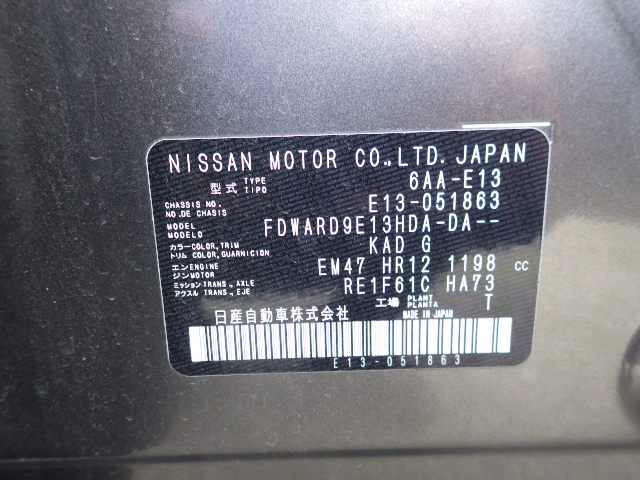 NISSAN MOTOR CO.,LTD. JAPAN
型式 TYPE TIPO 6AA-E13
CHASSIS NO. NO.DE CHASIS E13-051863
MODEL MODELO FDWARD9E13HDA-DA--
カラー COLOR, TRIM トリム COLOR, GUARNICION KAD G
エンジン ENGINE MOTOR EM47 HR12 1198 cc
ミッション TRANS., AXLE アクスル TRANS., EJE RE1F61C HA73
工場 PLANT PLANTA T
日産自動車株式会社 MADE IN JAPAN
E13-051863